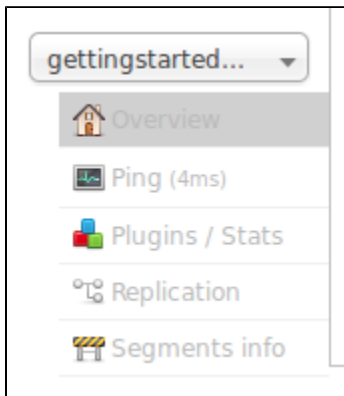 gettingstarted...
Overview
Ping (4ms)
Plugins / Stats
Replication
Segments info